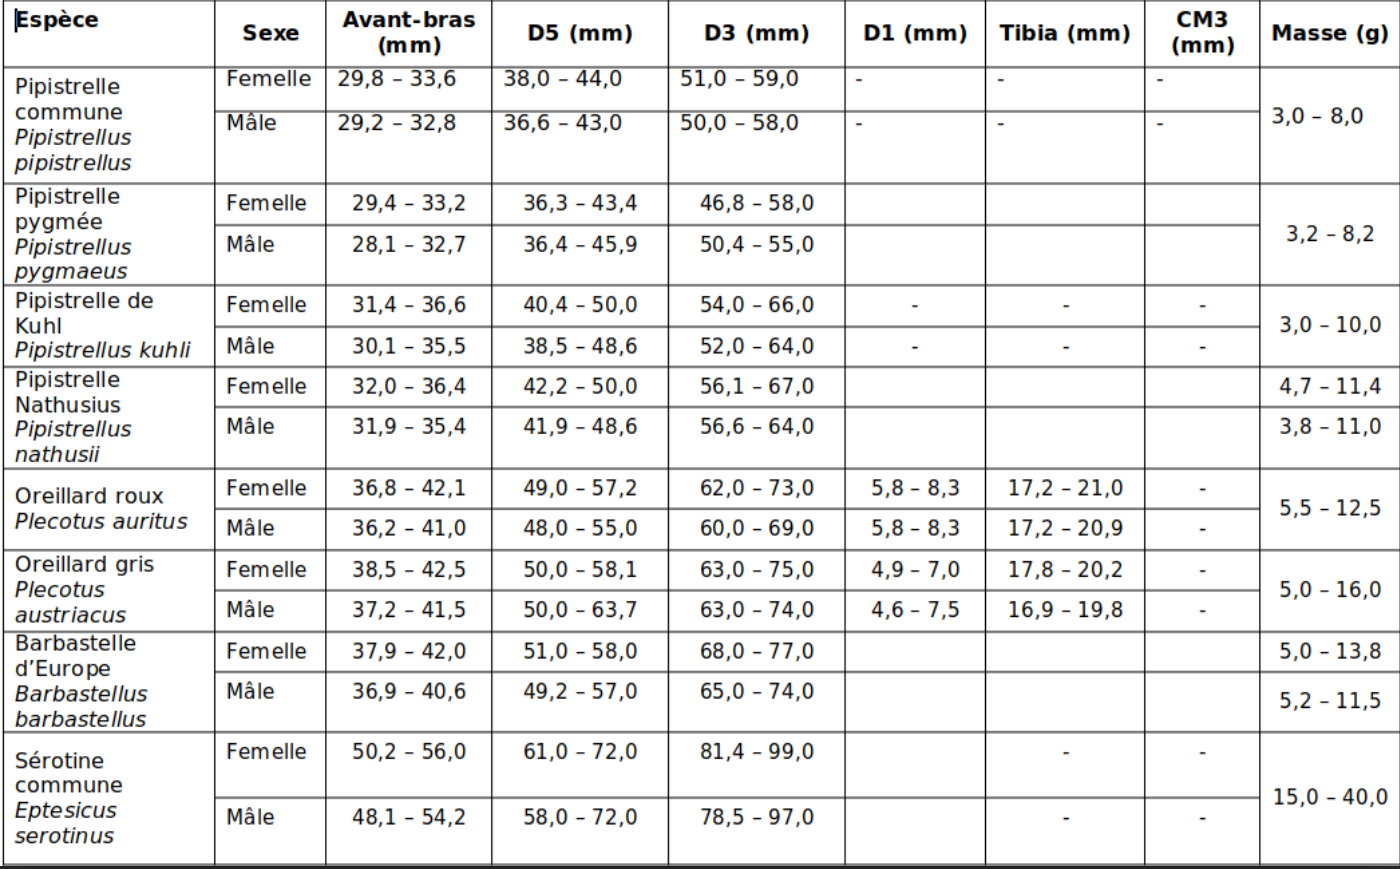 Espèce Sexe Avant-bras (mm) D5 (mm) D3 (mm) D1 (mm) Tibia (mm) CM3 (mm) Masse (g)
Pipistrelle
commune
Pipistrellus
pipistrellus
Femelle 29,8 – 33,6 38,0 – 44,0 51,0 – 59,0 - - -
Mâle 29,2 – 32,8 36,6 – 43,0 50,0 – 58,0 - - -
3,0 – 8,0
Pipistrelle
pygmée
Pipistrellus
pygmaeus
Femelle 29,4 – 33,2 36,3 – 43,4 46,8 – 58,0
Mâle 28,1 – 32,7 36,4 – 45,9 50,4 – 55,0
3,2 – 8,2
Pipistrelle de
Kuhl
Pipistrellus kuhli
Femelle 31,4 – 36,6 40,4 – 50,0 54,0 – 66,0 - - -
Mâle 30,1 – 35,5 38,5 – 48,6 52,0 – 64,0 - - -
3,0 – 10,0
Pipistrelle
Nathusius
Pipistrellus
nathusii
Femelle 32,0 – 36,4 42,2 – 50,0 56,1 – 67,0 4,7 – 11,4
Mâle 31,9 – 35,4 41,9 – 48,6 56,6 – 64,0 3,8 – 11,0
Oreillard roux
Plecotus auritus
Femelle 36,8 – 42,1 49,0 – 57,2 62,0 – 73,0 5,8 – 8,3 17,2 – 21,0 -
Mâle 36,2 – 41,0 48,0 – 55,0 60,0 – 69,0 5,8 – 8,3 17,2 – 20,9 -
5,5 – 12,5
Oreillard gris
Plecotus
austriacus
Femelle 38,5 – 42,5 50,0 – 58,1 63,0 – 75,0 4,9 – 7,0 17,8 – 20,2 -
Mâle 37,2 – 41,5 50,0 – 63,7 63,0 – 74,0 4,6 – 7,5 16,9 – 19,8 -
5,0 – 16,0
Barbastelle
d’Europe
Barbastellus
barbastellus
Femelle 37,9 – 42,0 51,0 – 58,0 68,0 – 77,0 5,0 – 13,8
Mâle 36,9 – 40,6 49,2 – 57,0 65,0 – 74,0 5,2 – 11,5
Sérotine
commune
Eptesicus
serotinus
Femelle 50,2 – 56,0 61,0 – 72,0 81,4 – 99,0 - -
Mâle 48,1 – 54,2 58,0 – 72,0 78,5 – 97,0 - -
15,0 – 40,0